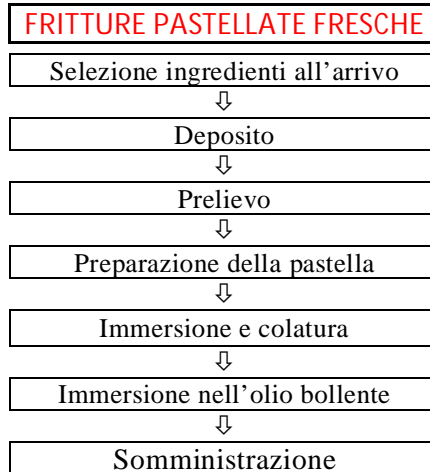 FRITTURE PASTELLATE FRESCHE
Selezione ingredienti all'arrivo
⇩
Deposito
⇩
Prelievo
⇩
Preparazione della pastella
⇩
Immersione e colatura
⇩
Immersione nell'olio bollente
⇩
Somministrazione